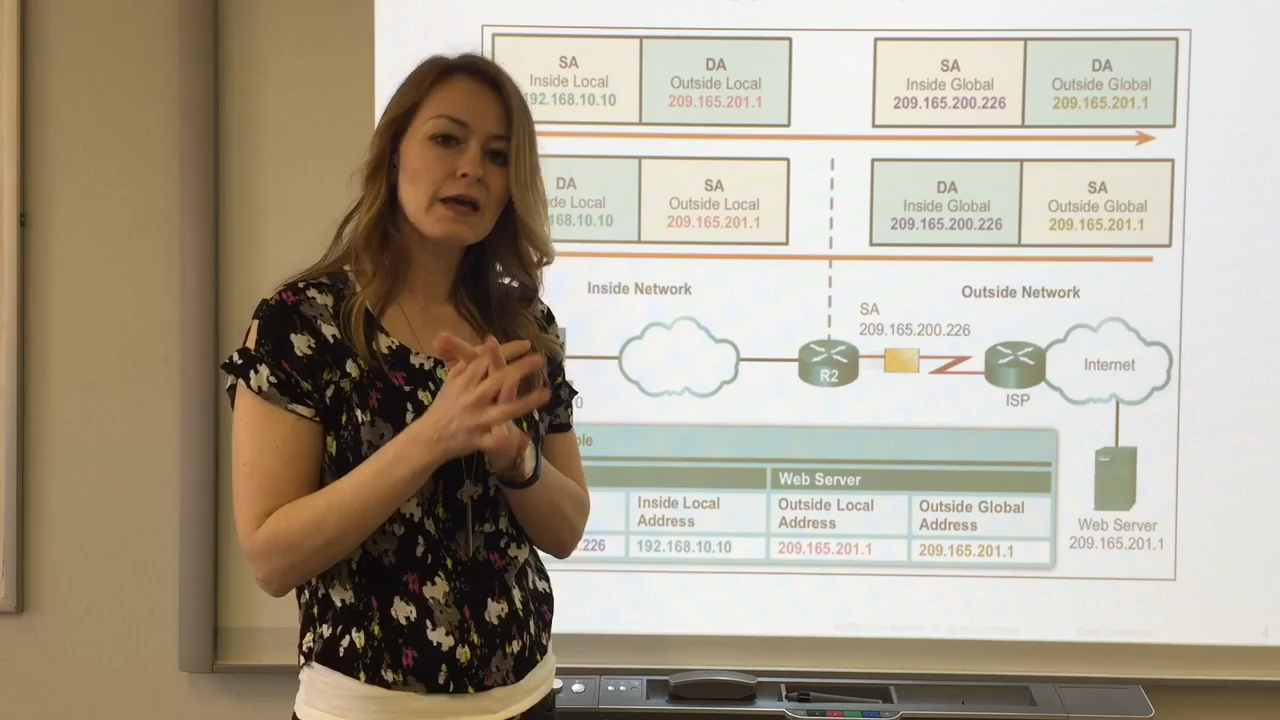 SA
Inside Local
192.168.10.10
DA
Outside Local
209.165.201.1
SA
Inside Global
209.165.200.226
DA
Outside Global
209.165.201.1
DA
ide Local
168.10.10
SA
Outside Local
209.165.201.1
DA
Inside Global
209.165.200.226
SA
Outside Global
209.165.201.1
Inside Network
Outside Network
SA
209.165.200.226
R2
ISP
Internet
0
ble
Web Server
Inside Local
Address
Outside Local
Address
Outside Global
Address
.226
192.168.10.10
209.165.201.1
209.165.201.1
Web Server
209.165.201.1
4